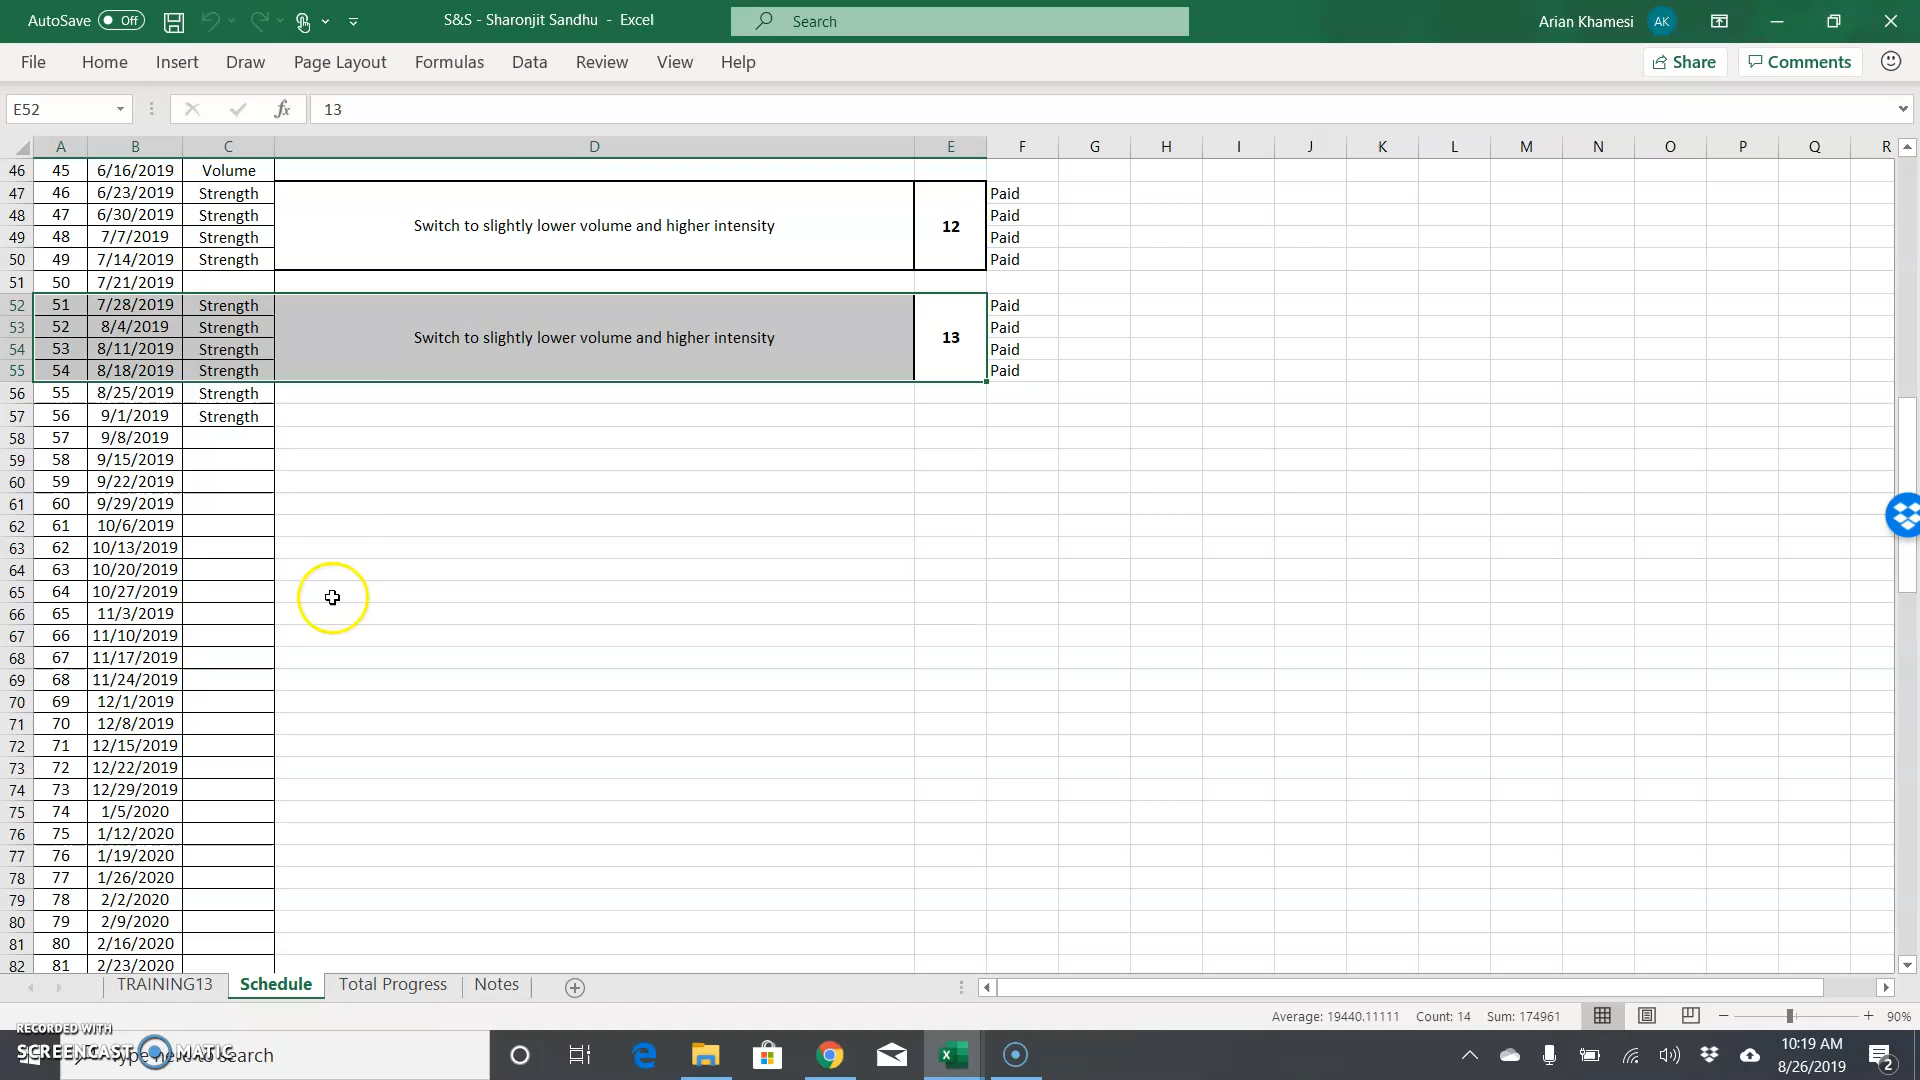 AutoSave Off S&S - Sharonjit Sandhu - Excel Search Arian Khamesi AK
File Home Insert Draw Page Layout Formulas Data Review View Help Share Comments
E52 fx 13
A B C D E F G H I J K L M N O P Q R
46 45 6/16/2019 Volume
47 46 6/23/2019 Strength Paid
48 47 6/30/2019 Strength Switch to slightly lower volume and higher intensity 12 Paid
49 48 7/7/2019 Strength Paid
50 49 7/14/2019 Strength Paid
51 50 7/21/2019
52 51 7/28/2019 Strength Paid
53 52 8/4/2019 Strength Switch to slightly lower volume and higher intensity 13 Paid
54 53 8/11/2019 Strength Paid
55 54 8/18/2019 Strength Paid
56 55 8/25/2019 Strength
57 56 9/1/2019 Strength
58 57 9/8/2019
59 58 9/15/2019
60 59 9/22/2019
61 60 9/29/2019
62 61 10/6/2019
63 62 10/13/2019
64 63 10/20/2019
65 64 10/27/2019
66 65 11/3/2019
67 66 11/10/2019
68 67 11/17/2019
69 68 11/24/2019
70 69 12/1/2019
71 70 12/8/2019
72 71 12/15/2019
73 72 12/22/2019
74 73 12/29/2019
75 74 1/5/2020
76 75 1/12/2020
77 76 1/19/2020
78 77 1/26/2020
79 78 2/2/2020
80 79 2/9/2020
81 80 2/16/2020
82 81 2/23/2020
TRAINING13 Schedule Total Progress Notes
Average: 19440.11111 Count: 14 Sum: 174961 90%
RECORDED WITH
SCREENCAST MATIC
Type here to search
10:19 AM
8/26/2019
2